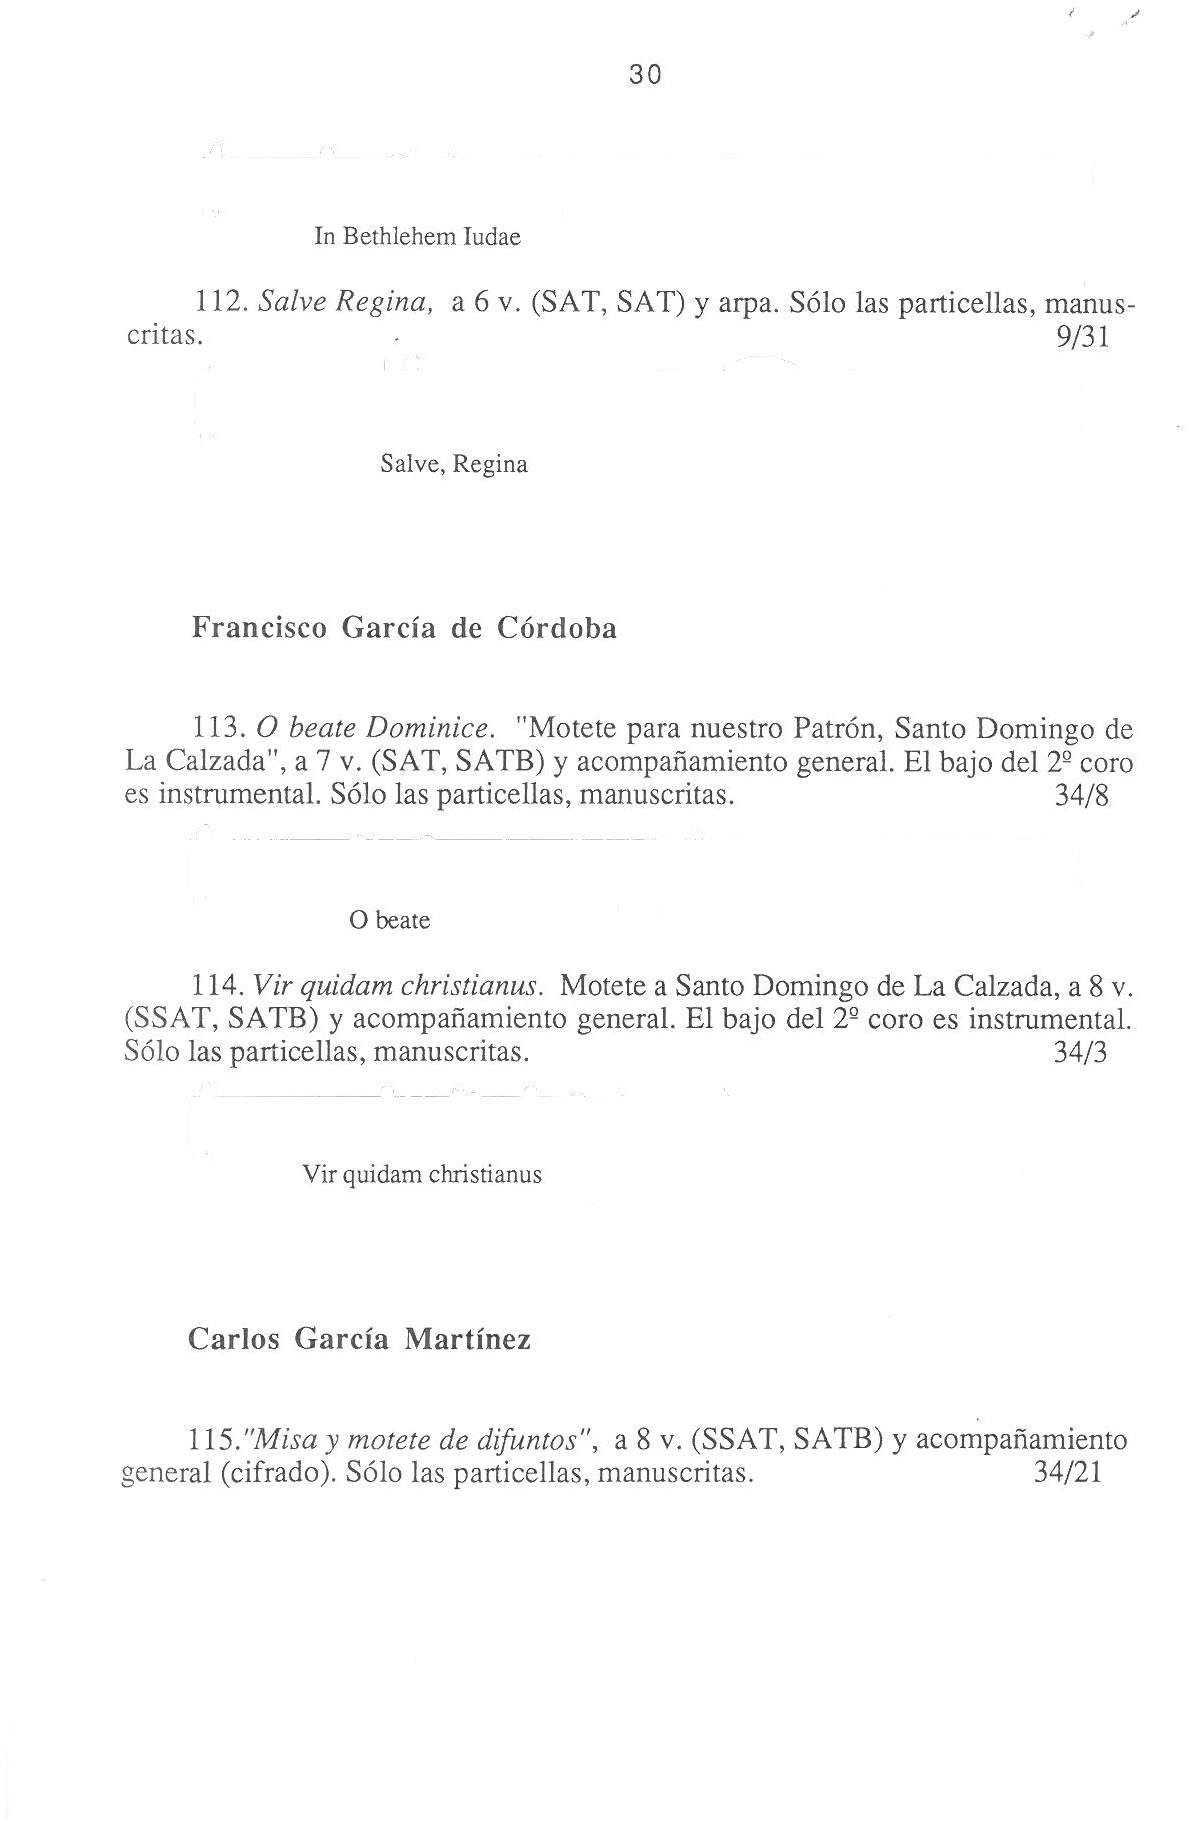 30
In Bethlehem Iudae
112. Salve Regina, a 6 v. (SAT, SAT) y arpa. Sólo las particellas, manus-
critas. 9/31
Salve, Regina
Francisco García de Córdoba
113. O beate Dominice. "Motete para nuestro Patrón, Santo Domingo de
La Calzada", a 7 v. (SAT, SATB) y acompañamiento general. El bajo del 2º coro
es instrumental. Sólo las particellas, manuscritas. 34/8
O beate
114. Vir quidam christianus. Motete a Santo Domingo de La Calzada, a 8 v.
(SSAT, SATB) y acompañamiento general. El bajo del 2º coro es instrumental.
Sólo las particellas, manuscritas. 34/3
Vir quidam christianus
Carlos García Martínez
115."Misa y motete de difuntos", a 8 v. (SSAT, SATB) y acompañamiento
general (cifrado). Sólo las particellas, manuscritas. 34/21